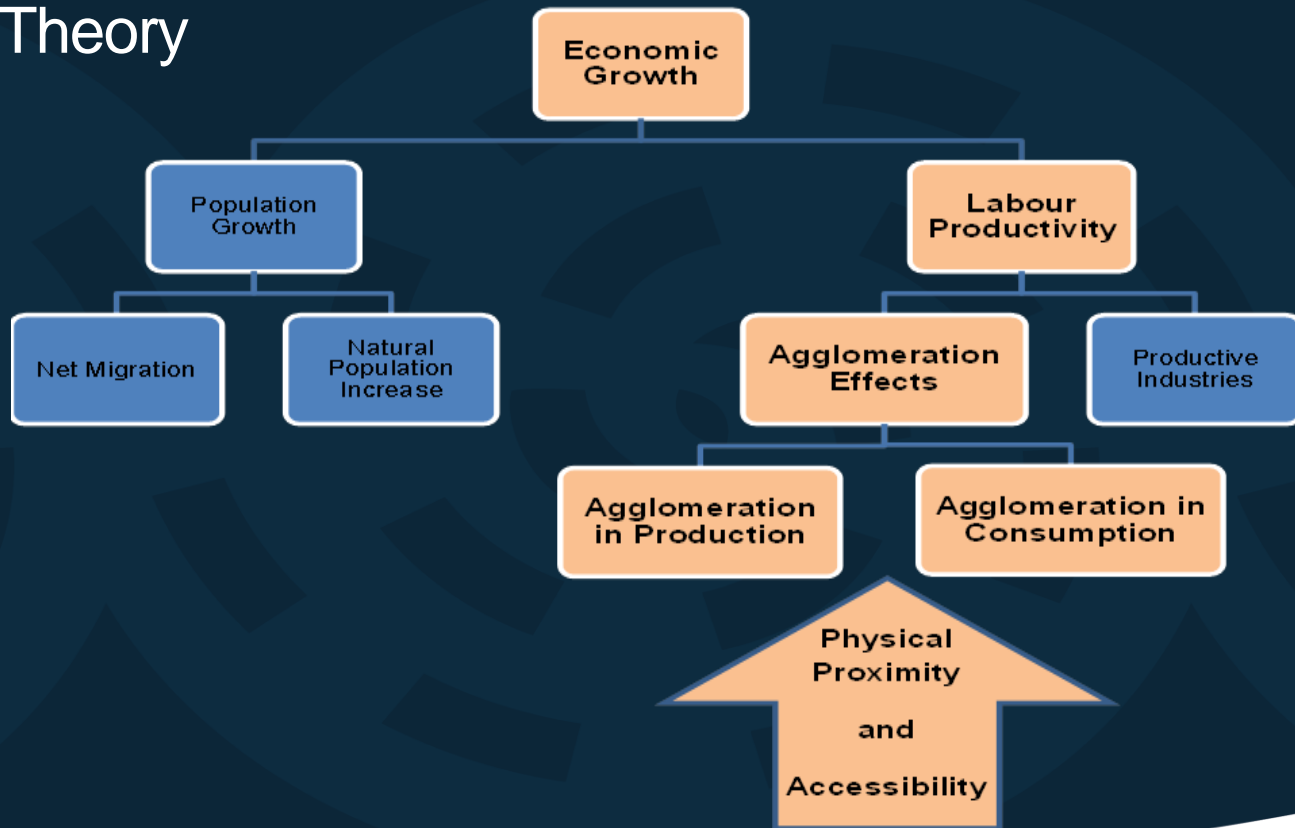 Theory
Economic
Growth
Population
Growth
Labour
Productivity
Net Migration
Natural
Population
Increase
Agglomeration
Effects
Productive
Industries
Agglomeration
in Production
Agglomeration in
Consumption
Physical
Proximity
and
Accessibility